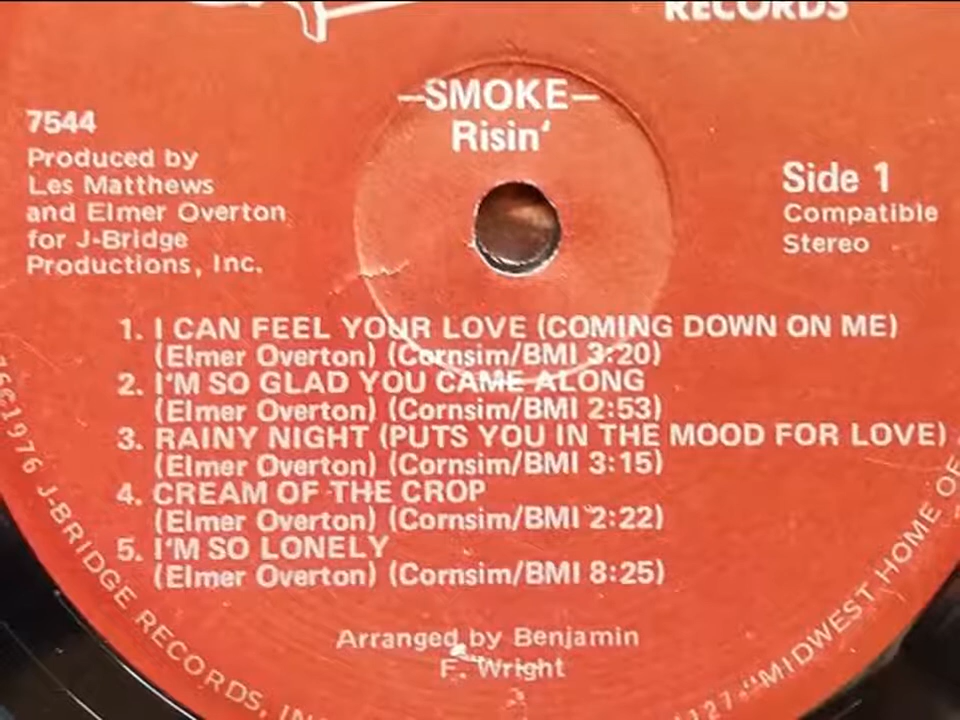 RECORDS
—SMOKE—
Risin'
7544
Produced by
Les Matthews
and Elmer Overton
for J-Bridge
Productions, Inc.
Side 1
Compatible
Stereo
1. I CAN FEEL YOUR LOVE (COMING DOWN ON ME)
(Elmer Overton) (Cornsim/BMI 3:20)
2. I'M SO GLAD YOU CAME ALONG
(Elmer Overton) (Cornsim/BMI 2:53)
3. RAINY NIGHT (PUTS YOU IN THE MOOD FOR LOVE)
(Elmer Overton) (Cornsim/BMI 3:15)
4. CREAM OF THE CROP
(Elmer Overton) (Cornsim/BMI 2:22)
5. I'M SO LONELY
(Elmer Overton) (Cornsim/BMI 8:25)
Arranged by Benjamin
F. Wright
1976 J-BRIDGE RECORDS, "MIDWEST HOME OF